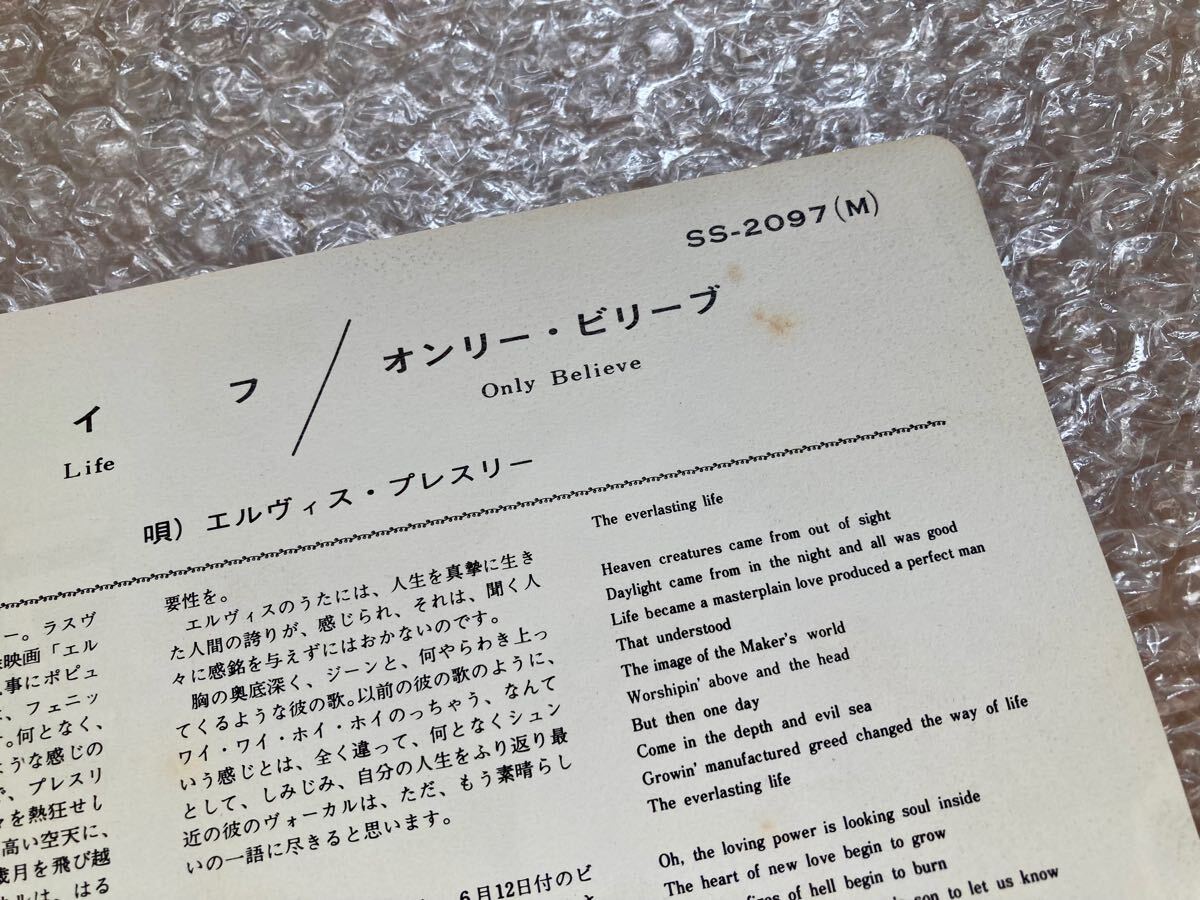 SS-2097(M)
イ フ / オンリー・ビリーブ
Life
Only Believe
唄) エルヴィス・プレスリー
ー。ラスヴ
映画「エル
事にポピュ
、フェニッ
。何となく、
ような感じの
、プレスリ
を熱狂せし
高い空天に、
歳月を飛び越
ルは、はる
要性を。
エルヴィスのうたには、人生を真摯に生き
た人間の誇りが、感じられ、それは、聞く人
々に感銘を与えずにはおかないのです。
胸の奥底深く、ジーンと、何やらわき上っ
てくるような彼の歌。以前の彼の歌のように、
ワイ・ワイ・ホイ・ホイのっちゃう、なんて
いう感じとは、全く違って、何となくシュン
として、しみじみ、自分の人生をふり返り最
近の彼のヴォーカルは、ただ、もう素晴らし
いの一語に尽きると思います。
6月12日付のビ
The everlasting life
Heaven creatures came from out of sight
Daylight came from in the night and all was good
Life became a masterplain love produced a perfect man
That understood
The image of the Maker's world
Worshipin' above and the head
But then one day
Come in the depth and evil sea
Growin' manufactured greed changed the way of life
The everlasting life
Oh, the loving power is looking soul inside
The heart of new love begin to grow
fires of hell begin to burn
son to let us know